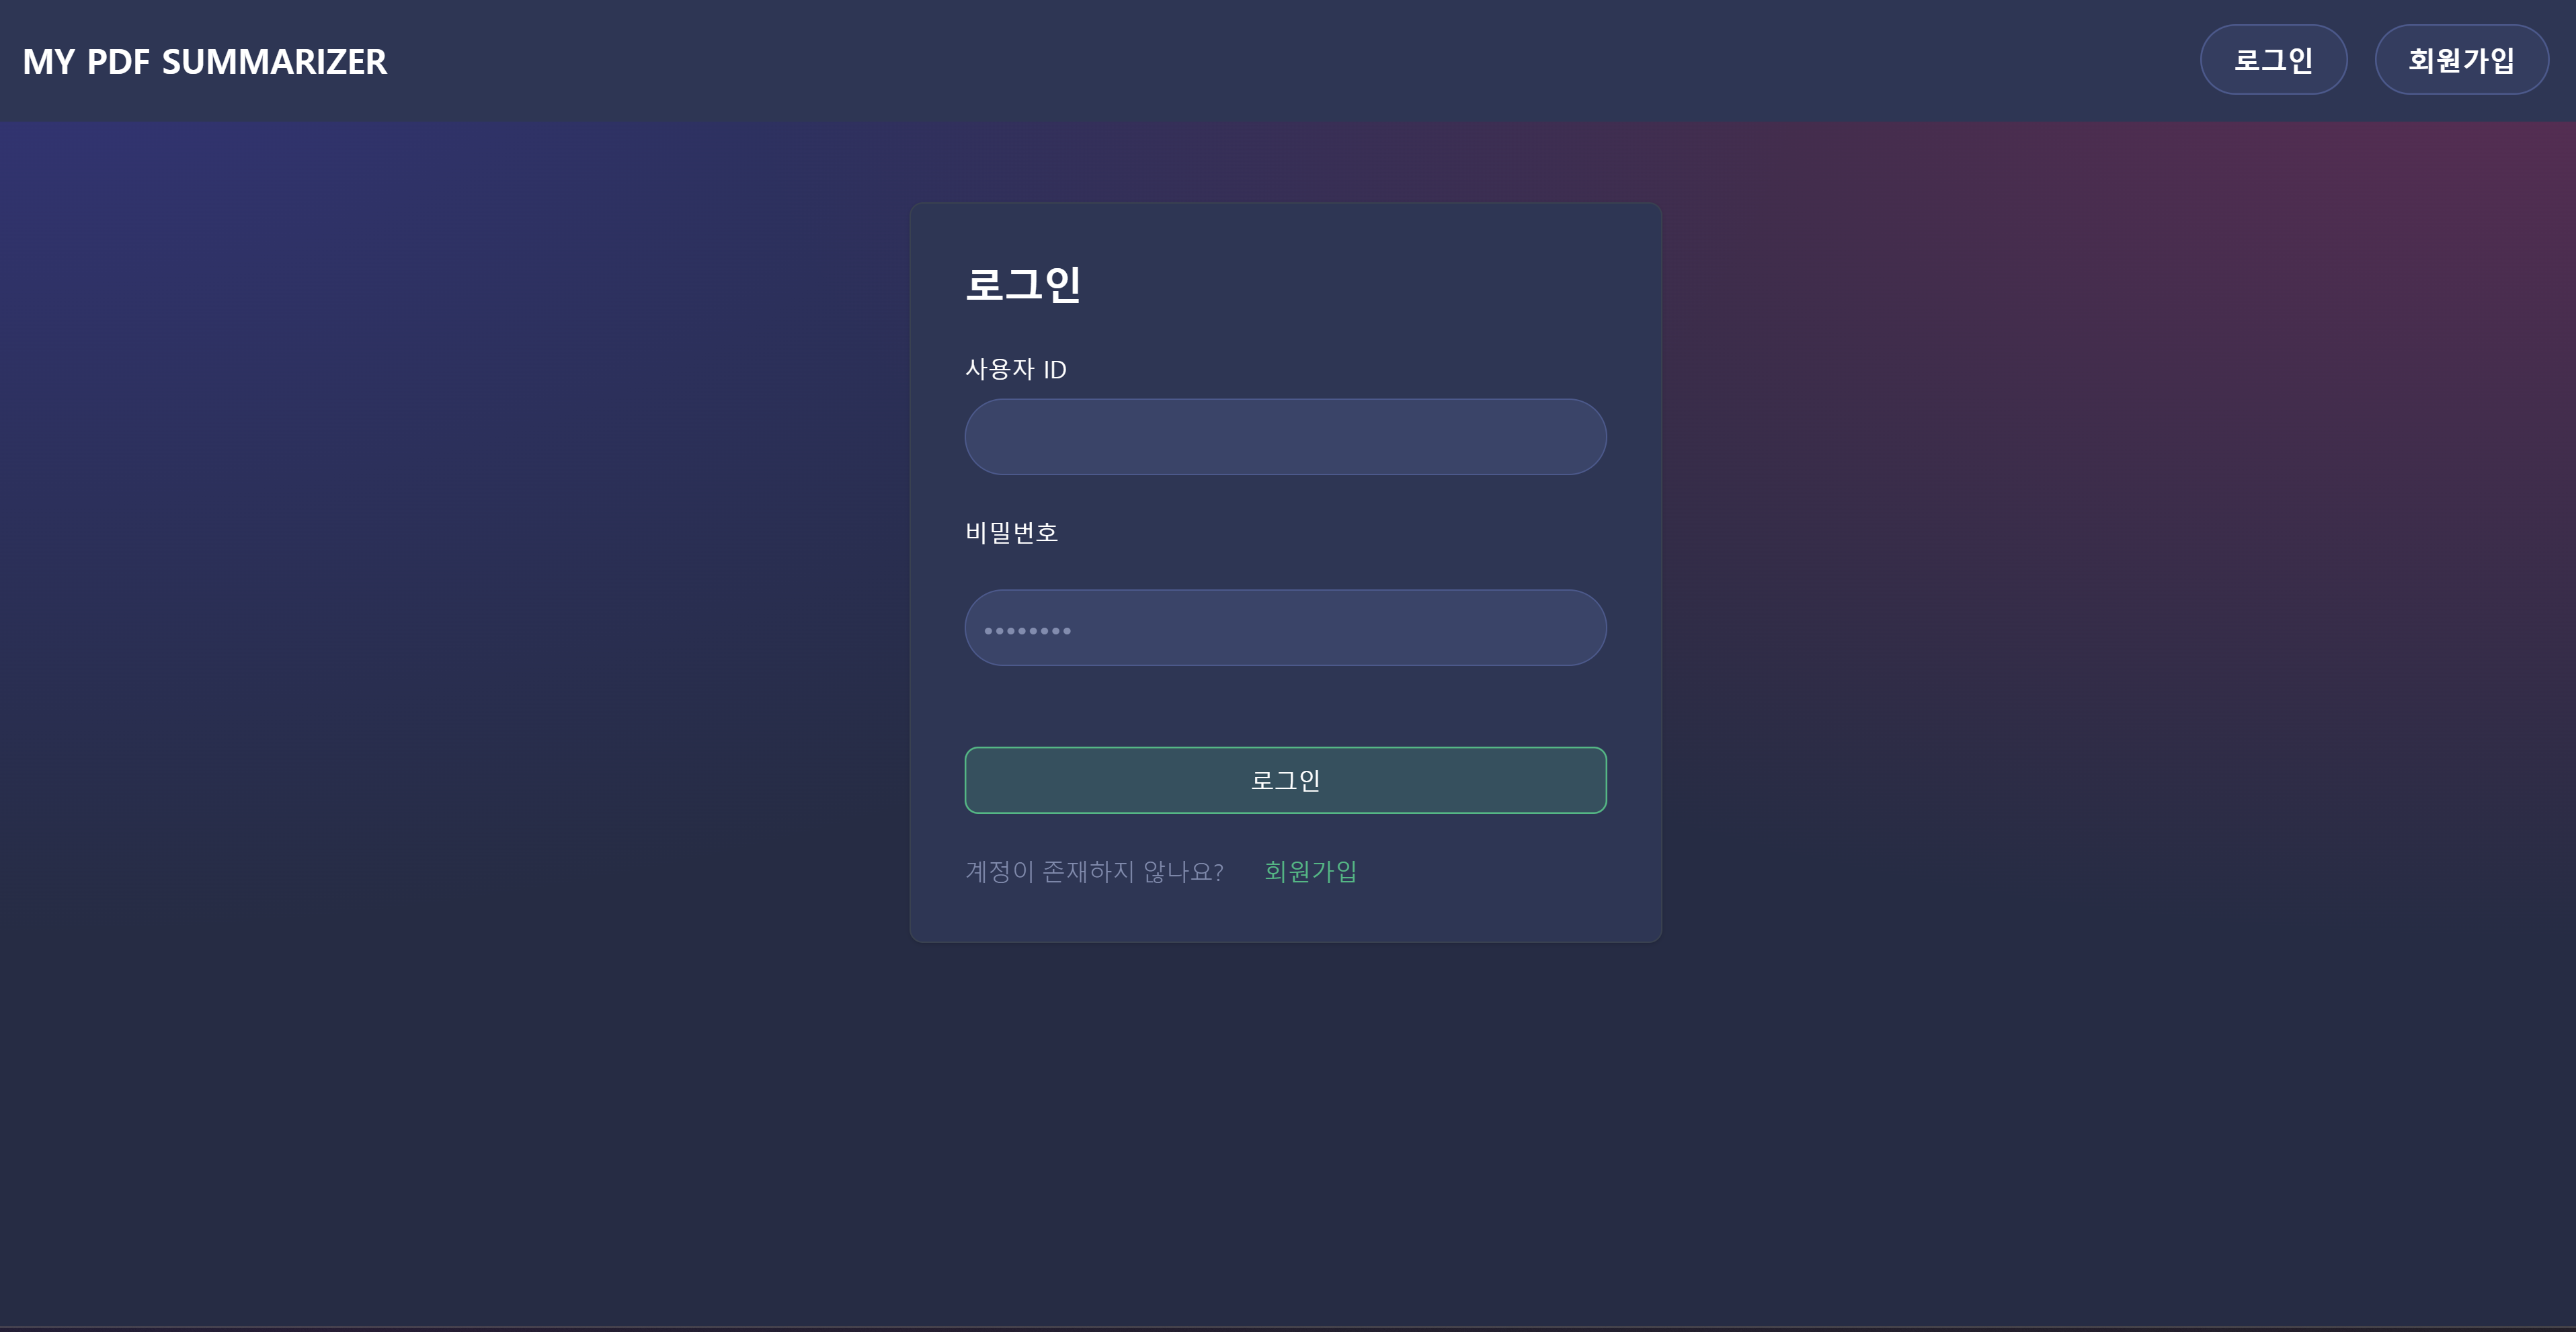 MY PDF SUMMARIZER
로그인
회원가입
로그인
사용자 ID
비밀번호
••••••••
로그인
계정이 존재하지 않나요? 회원가입